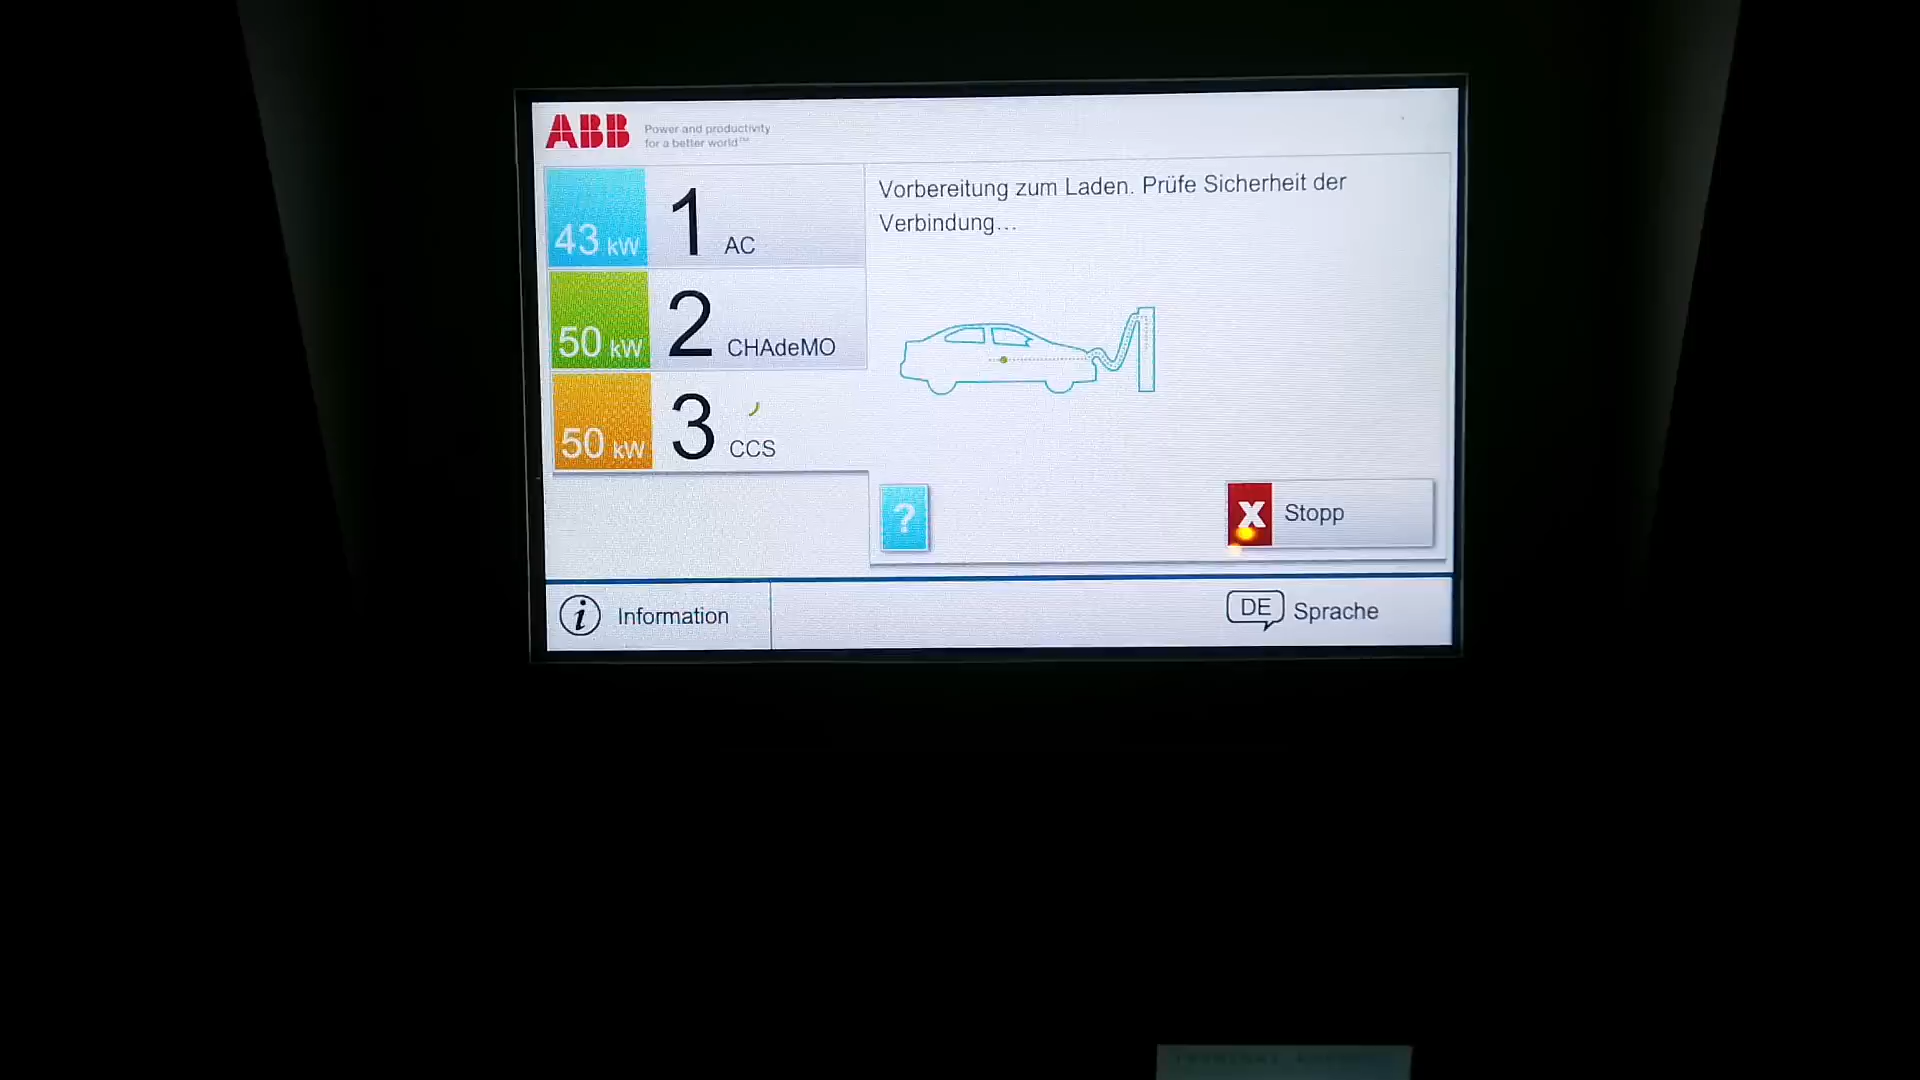 ABB
Power and productivity
for a better world™
43 kW
1 AC
50 kW
2 CHAdeMO
50 kW
3 CCS
Vorbereitung zum Laden. Prüfe Sicherheit der
Verbindung...
?
X Stopp
i Information
DE Sprache